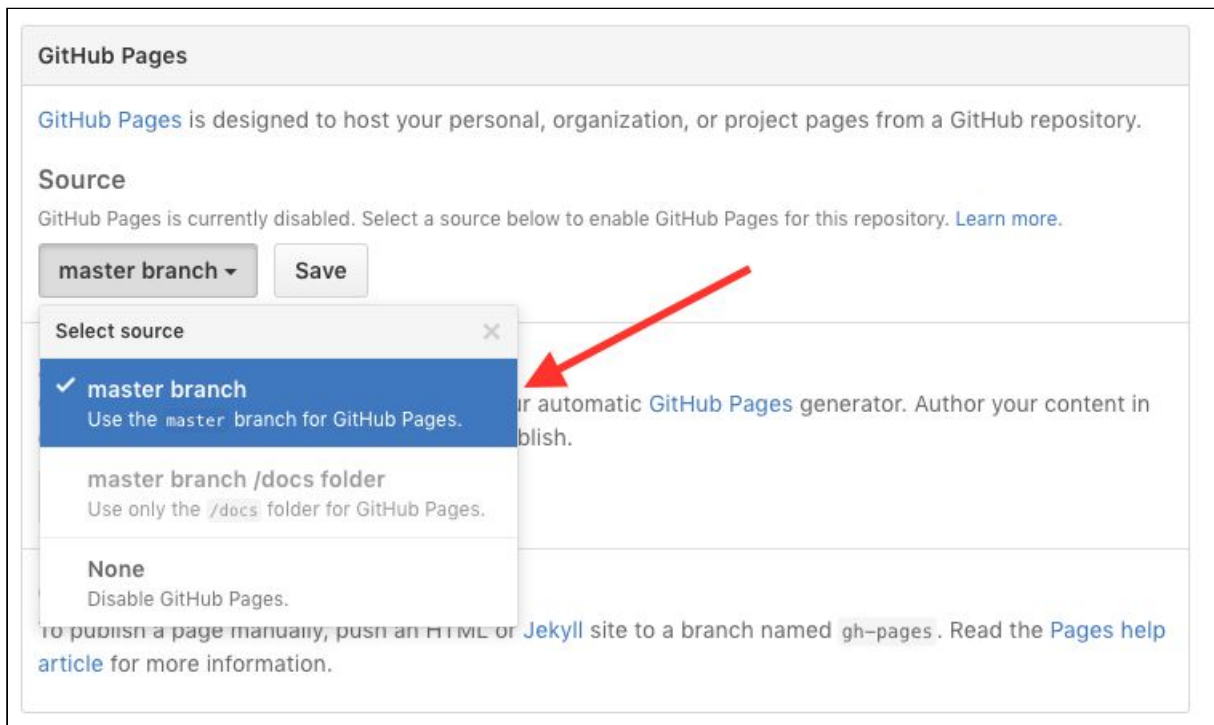 GitHub Pages
GitHub Pages is designed to host your personal, organization, or project pages from a GitHub repository.
Source
GitHub Pages is currently disabled. Select a source below to enable GitHub Pages for this repository. Learn more.
master branch
Save
Select source
master branch
Use the master branch for GitHub Pages.
automatic GitHub Pages generator. Author your content in
master branch /docs folder
Use only the /docs folder for GitHub Pages.
None
Disable GitHub Pages.
To publish a page manually, push an HTML or Jekyll site to a branch named gh-pages. Read the Pages help
article for more information.